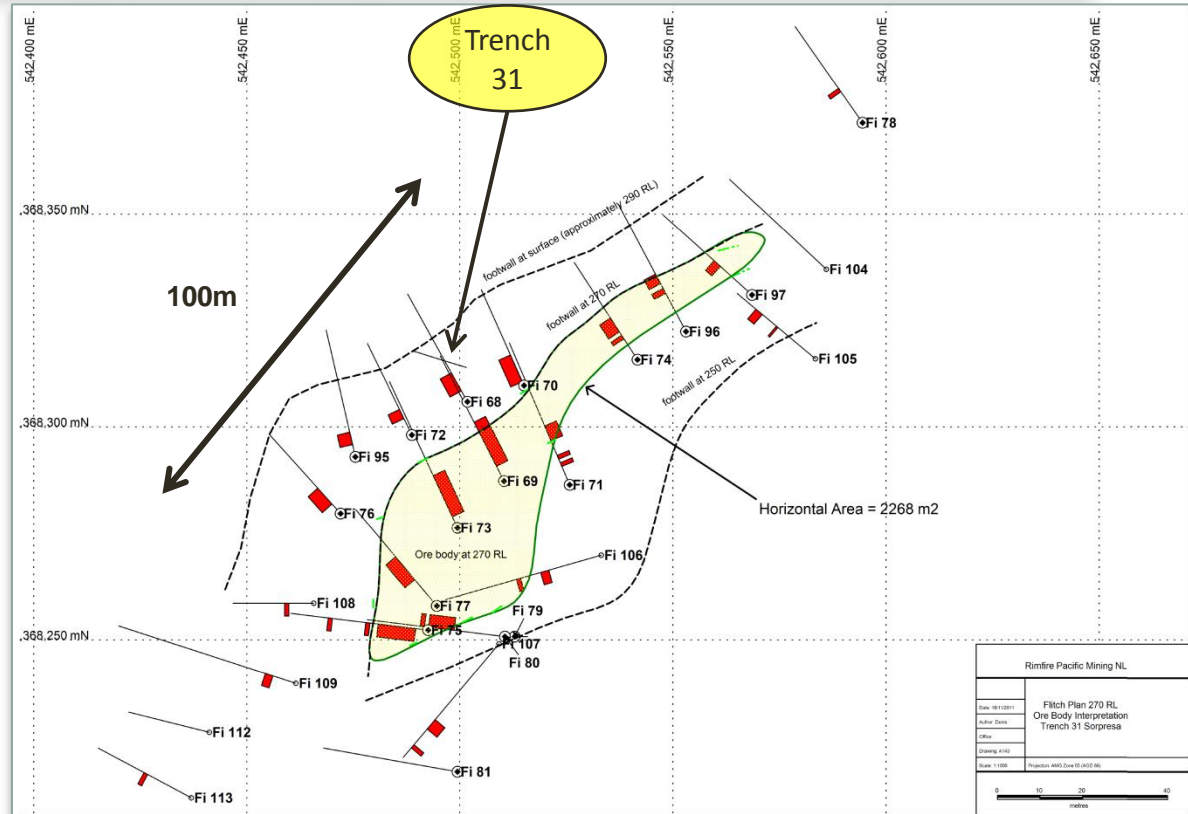 542,400 mE
542,450 mE
542,500 mE
542,550 mE
542,600 mE
542,650 mE
Trench
31
Fi 78
368,350 mN
footwall at surface (approximately 290 RL)
Fi 104
100m
footwall at 270 RL
Fi 97
Fi 96
Fi 74
Fi 105
footwall at 250 RL
Fi 70
Fi 68
368,300 mN
Fi 72
Fi 95
Fi 69
Fi 71
Fi 76
Fi 73
Horizontal Area = 2268 m2
Ore body at 270 RL
Fi 106
Fi 108
Fi 77
Fi 79
Fi 75
368,250 mN
Fi 107
Fi 80
Fi 109
Fi 112
Fi 81
Fi 113
Rimfire Pacific Mining NL
Flitch Plan 270 RL
Ore Body Interpretation
Trench 31 Sorpresa
Author:
Office:
Drawing: A143
0 10 20 40
metres